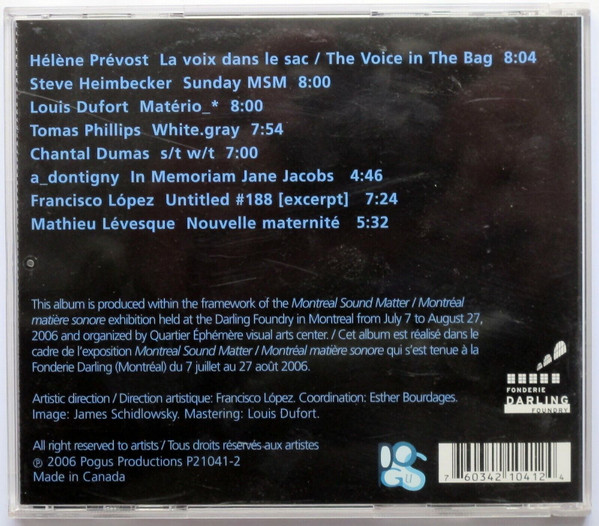 Hélène Prévost La voix dans le sac / The Voice in The Bag 8:04
Steve Heimbecker Sunday MSM 8:00
Louis Dufort Matério_* 8:00
Tomas Phillips White.gray 7:54
Chantal Dumas s/t w/t 7:00
a_dontigny In Memoriam Jane Jacobs 4:46
Francisco López Untitled #188 [excerpt] 7:24
Mathieu Lévesque Nouvelle maternité 5:32
This album is produced within the framework of the Montreal Sound Matter / Montréal
matière sonore exhibition held at the Darling Foundry in Montreal from July 7 to August 27,
2006 and organized by Quartier Éphémère visual arts center. / Cet album est réalisé dans le
cadre de l'exposition Montreal Sound Matter / Montréal matière sonore qui s'est tenue à la
Fonderie Darling (Montréal) du 7 juillet au 27 août 2006.
Artistic direction / Direction artistique: Francisco López. Coordination: Esther Bourdages.
Image: James Schidlowsky. Mastering: Louis Dufort.
FONDERIE
DARLING
FOUNDRY
All right reserved to artists / Tous droits réservés aux artistes
℗ 2006 Pogus Productions P21041-2
Made in Canada
POGUS
7 60342 10412 4